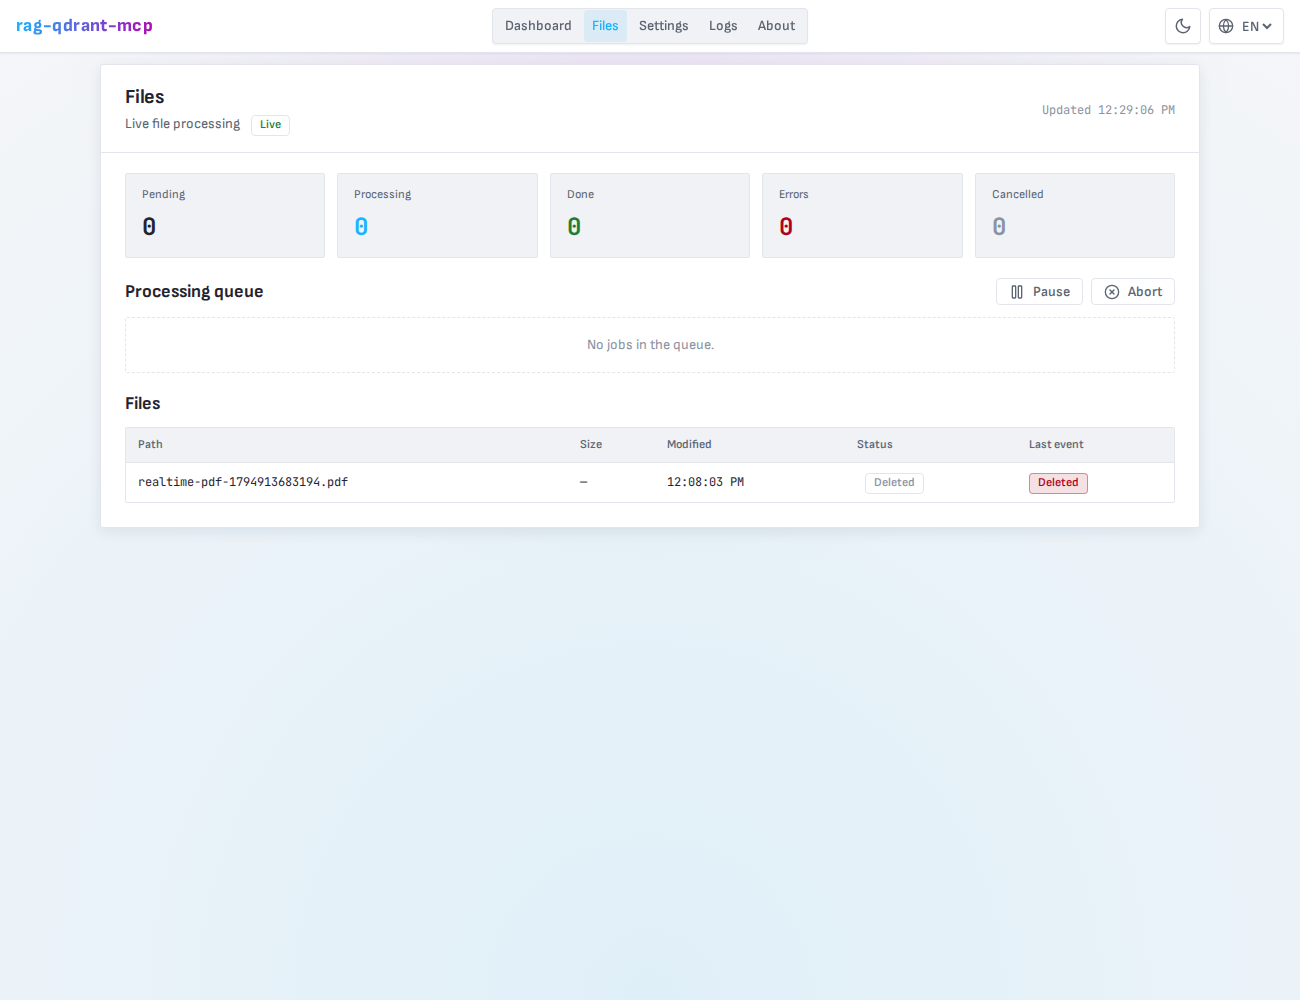 rag-qdrant-mcp
Dashboard Files Settings Logs About
EN
Files
Live file processing Live
Updated 12:29:06 PM
Pending Processing Done Errors Cancelled
0 0 0 0 0
Processing queue
Pause Abort
No jobs in the queue.
Files
Path Size Modified Status Last event
realtime-pdf-1794913683194.pdf — 12:08:03 PM Deleted Deleted